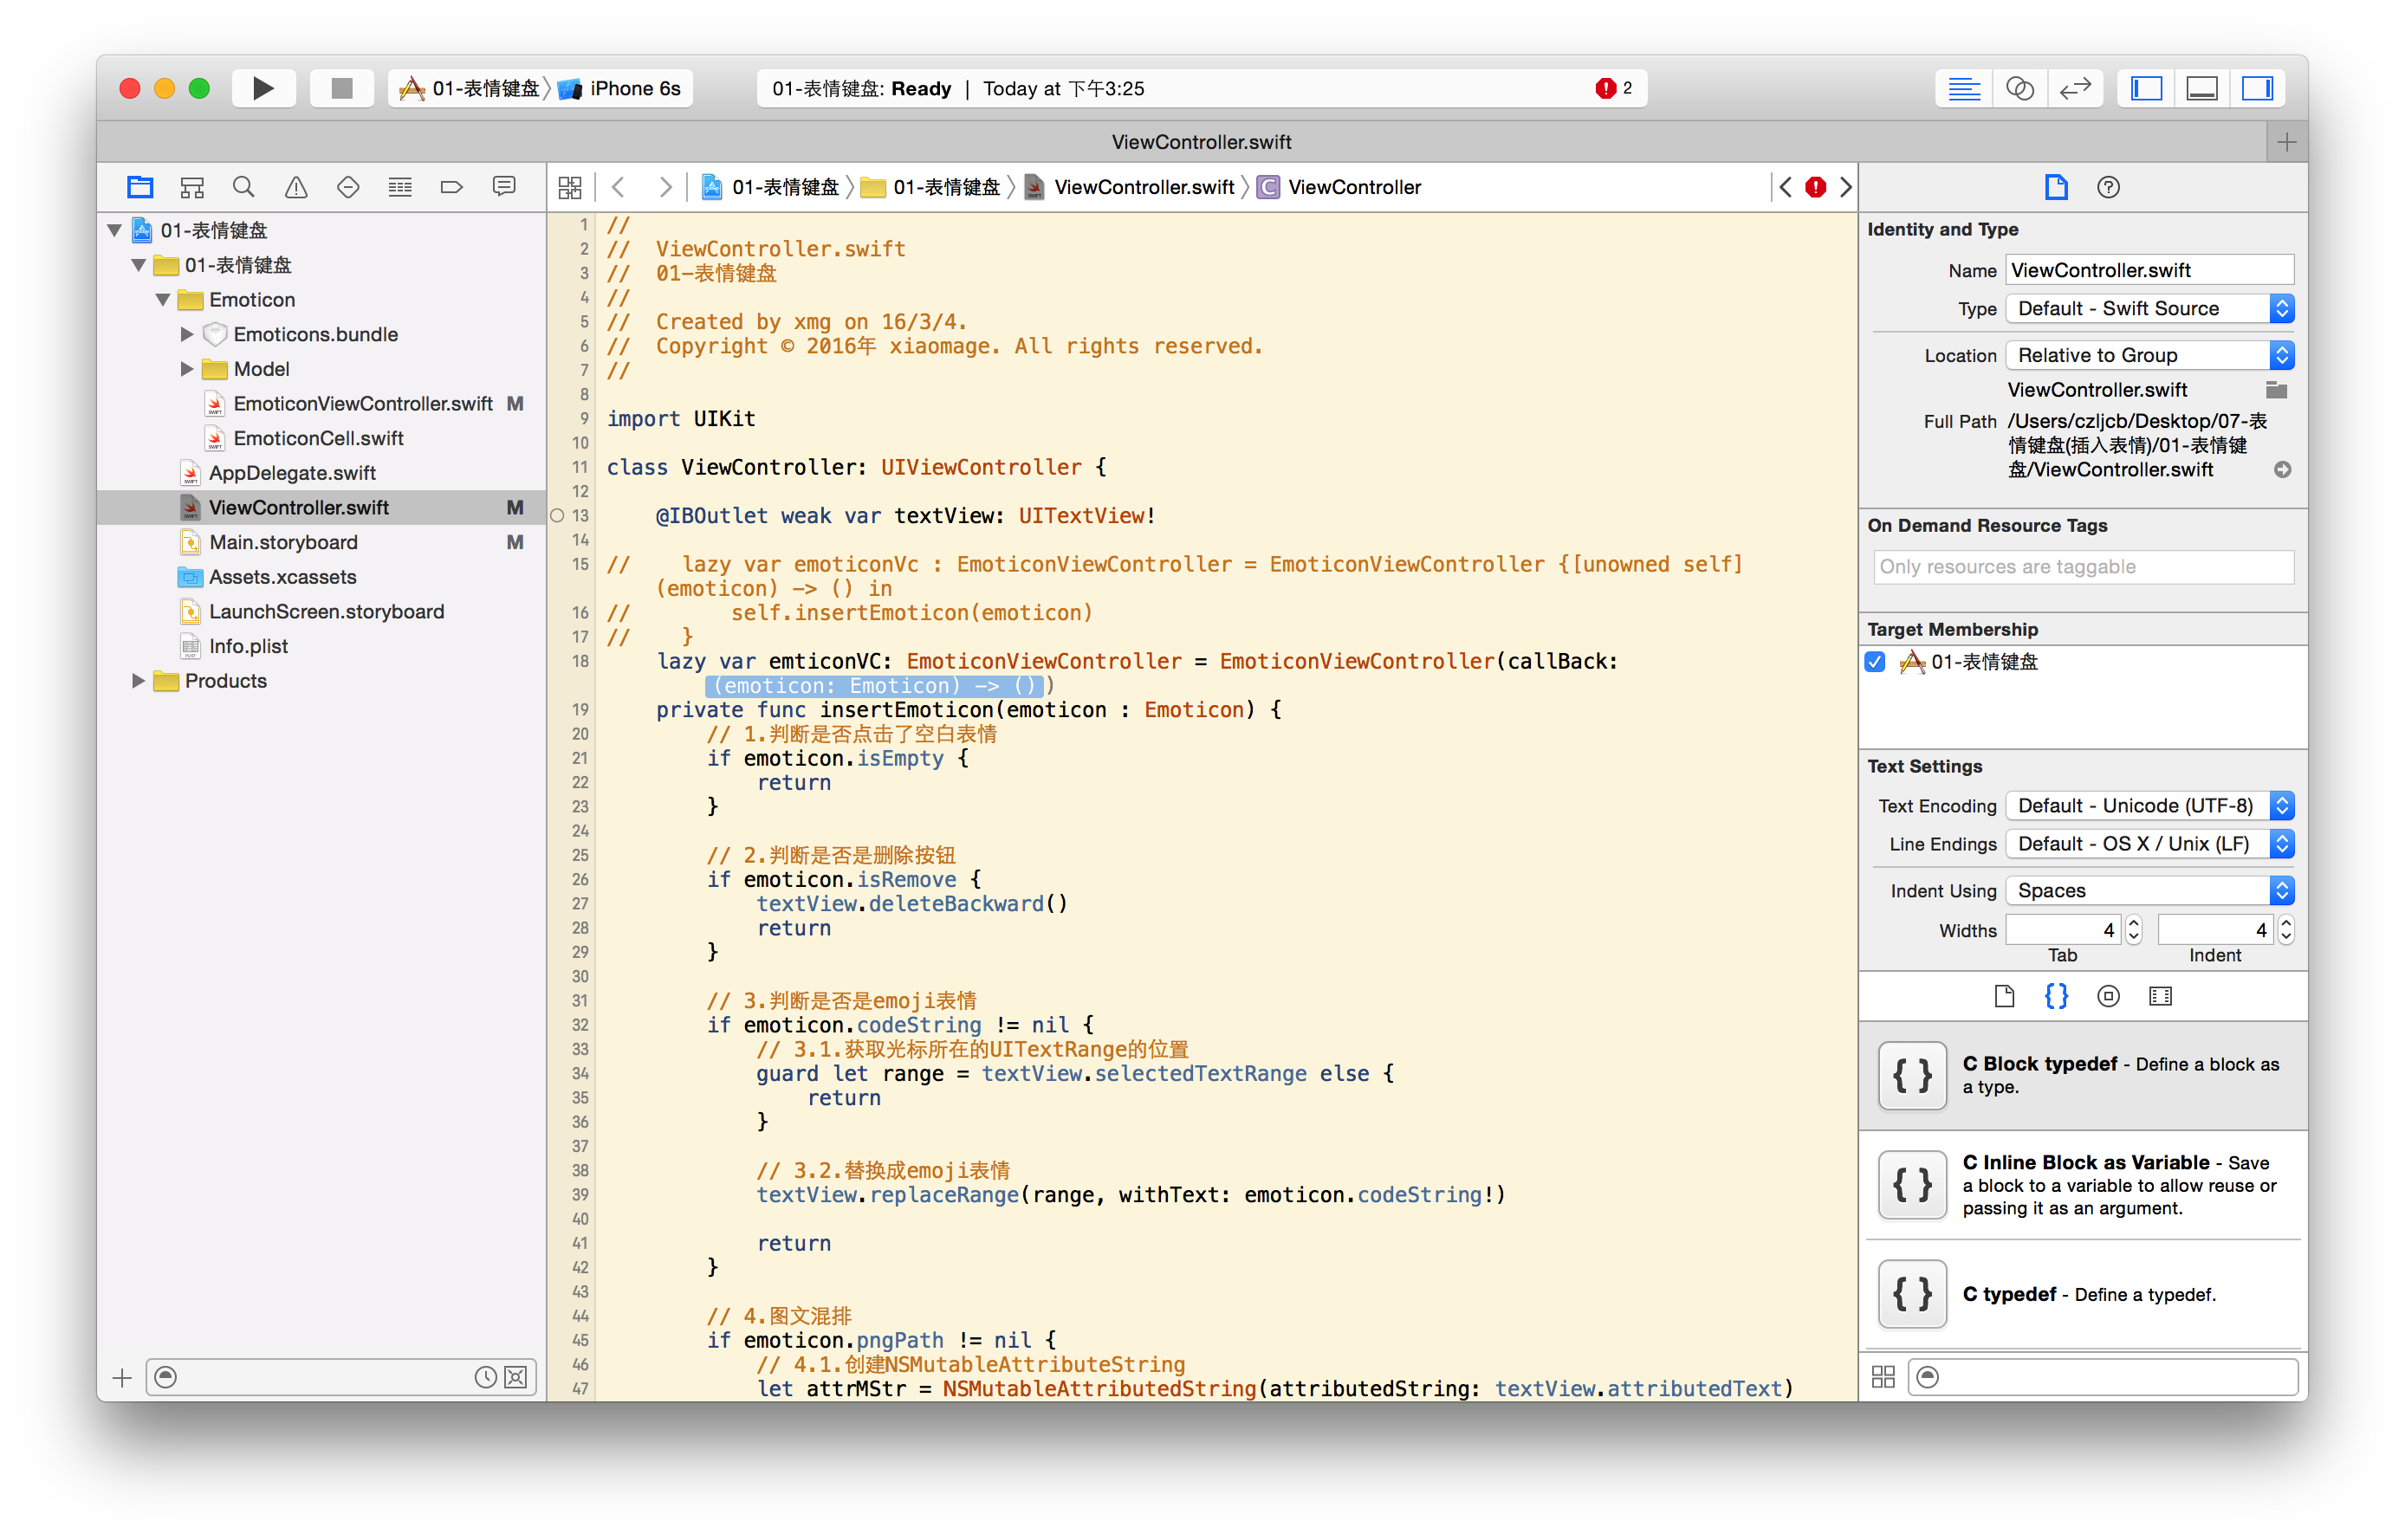 01-表情键盘 iPhone 6s
01-表情键盘: Ready | Today at 下午3:25
2
ViewController.swift
01-表情键盘
01-表情键盘
Emoticon
Emoticons.bundle
Model
EmoticonViewController.swift M
EmoticonCell.swift
AppDelegate.swift
ViewController.swift M
Main.storyboard M
Assets.xcassets
LaunchScreen.storyboard
Info.plist
Products
01-表情键盘 01-表情键盘 ViewController.swift C ViewController
1 //
2 //  ViewController.swift
3 //  01-表情键盘
4 //
5 //  Created by xmg on 16/3/4.
6 //  Copyright © 2016年 xiaomage. All rights reserved.
7 //
8
9 import UIKit
10
11 class ViewController: UIViewController {
12
13     @IBOutlet weak var textView: UITextView!
14
15 //    lazy var emoticonVc : EmoticonViewController = EmoticonViewController {[unowned self]
(emoticon) -> () in
16 //        self.insertEmoticon(emoticon)
17 //    }
18     lazy var emticonVC: EmoticonViewController = EmoticonViewController(callBack:
(emoticon: Emoticon) -> ())
19     private func insertEmoticon(emoticon : Emoticon) {
20         // 1.判断是否点击了空白表情
21         if emoticon.isEmpty {
22             return
23         }
24
25         // 2.判断是否是删除按钮
26         if emoticon.isRemove {
27             textView.deleteBackward()
28             return
29         }
30
31         // 3.判断是否是emoji表情
32         if emoticon.codeString != nil {
33             // 3.1.获取光标所在的UITextRange的位置
34             guard let range = textView.selectedTextRange else {
35                 return
36             }
37
38             // 3.2.替换成emoji表情
39             textView.replaceRange(range, withText: emoticon.codeString!)
40
41             return
42         }
43
44         // 4.图文混排
45         if emoticon.pngPath != nil {
46             // 4.1.创建NSMutableAttributeString
47             let attrMStr = NSMutableAttributedString(attributedString: textView.attributedText)
Identity and Type
Name ViewController.swift
Type Default - Swift Source
Location Relative to Group
ViewController.swift
Full Path /Users/czljcb/Desktop/07-表
情键盘(插入表情)/01-表情键
盘/ViewController.swift
On Demand Resource Tags
Only resources are taggable
Target Membership
01-表情键盘
Text Settings
Text Encoding Default - Unicode (UTF-8)
Line Endings Default - OS X / Unix (LF)
Indent Using Spaces
Widths 4 4
Tab Indent
{ } C Block typedef - Define a block as
a type.
{ } C Inline Block as Variable - Save
a block to a variable to allow reuse or
passing it as an argument.
{ } C typedef - Define a typedef.